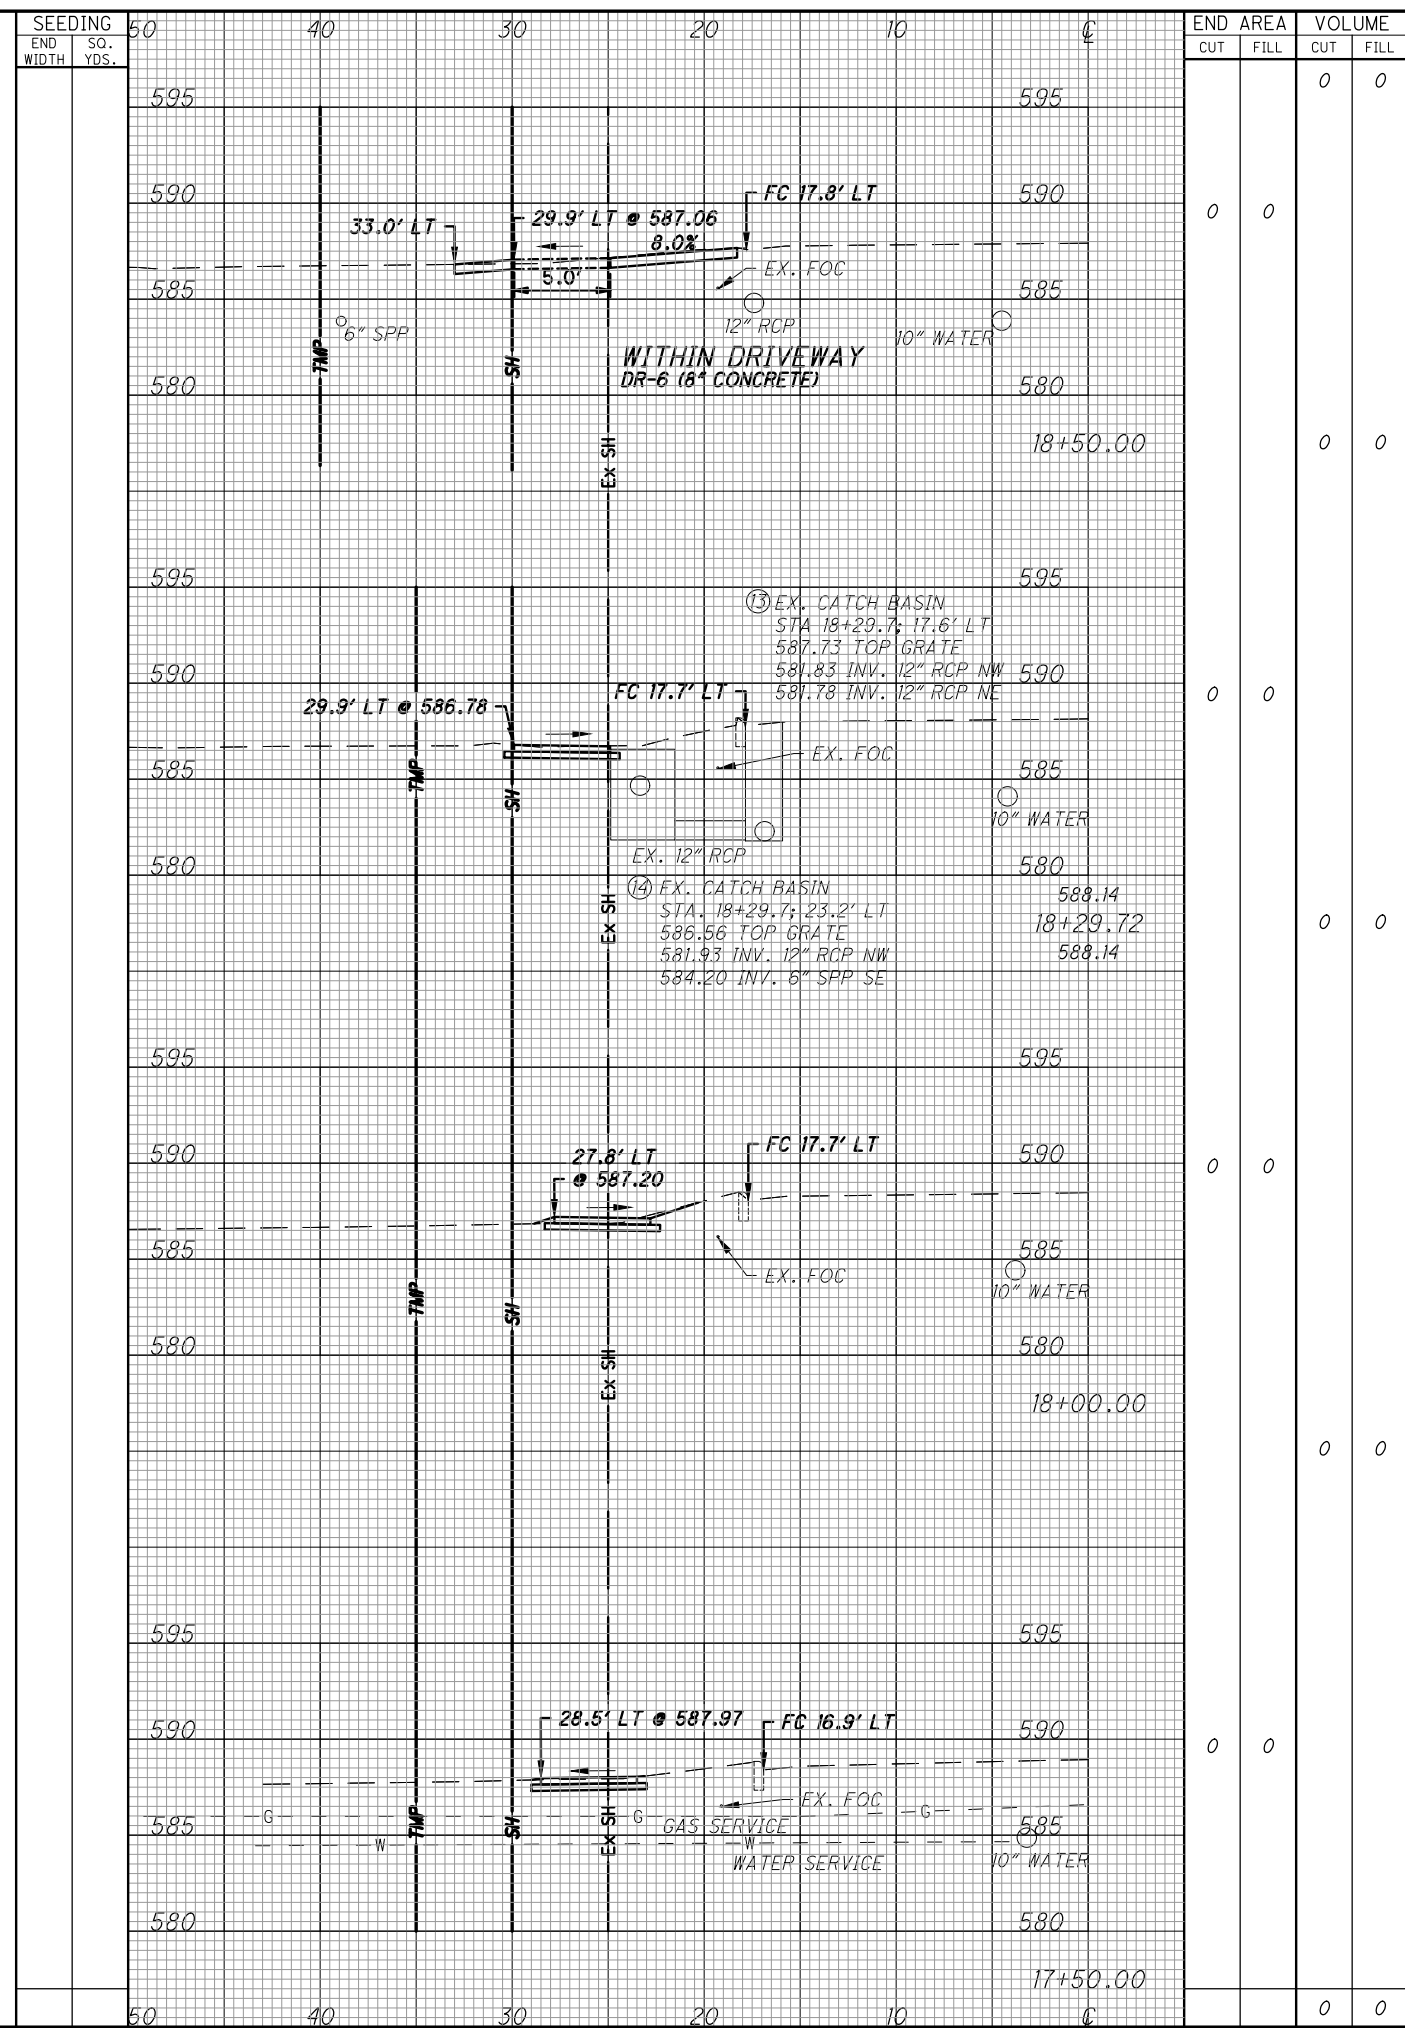 SEEDING
END WIDTH
SQ. YDS.
END AREA
VOLUME
CUT
FILL
CUT
FILL
50 40 30 20 10 ℄
0 0
595 595
590 590
FC 17.8' LT
33.0' LT
29.9' LT @ 587.06
8.0%
0 0
5.0'
EX. FOC
585 585
6" SPP
12" RCP
10" WATER
TMP
SH
WITHIN DRIVEWAY
DR-6 (8" CONCRETE)
580 580
Ex SH
18+50.00
0 0
595 595
13 EX. CATCH BASIN
STA 18+29.7; 17.6' LT
587.73 TOP GRATE
581.83 INV. 12" RCP NW
581.78 INV. 12" RCP NE
590 590
FC 17.7' LT
29.9' LT @ 586.78
0 0
EX. FOC
585 585
TMP
SH
10" WATER
EX. 12" RCP
580 580
14 EX. CATCH BASIN
STA. 18+29.7; 23.2' LT
586.56 TOP GRATE
581.93 INV. 12" RCP NW
584.20 INV. 6" SPP SE
Ex SH
588.14
18+29.72
588.14
0 0
595 595
590 590
FC 17.7' LT
27.8' LT
@ 587.20
0 0
585 585
EX. FOC
10" WATER
TMP
SH
580 580
Ex SH
18+00.00
0 0
595 595
590 590
28.5' LT @ 587.97
FC 16.9' LT
0 0
EX. FOC
G G G
GAS SERVICE
585 585
TMP
SH
Ex SH
W W
WATER SERVICE
10" WATER
580 580
17+50.00
50 40 30 20 10 ℄
0 0